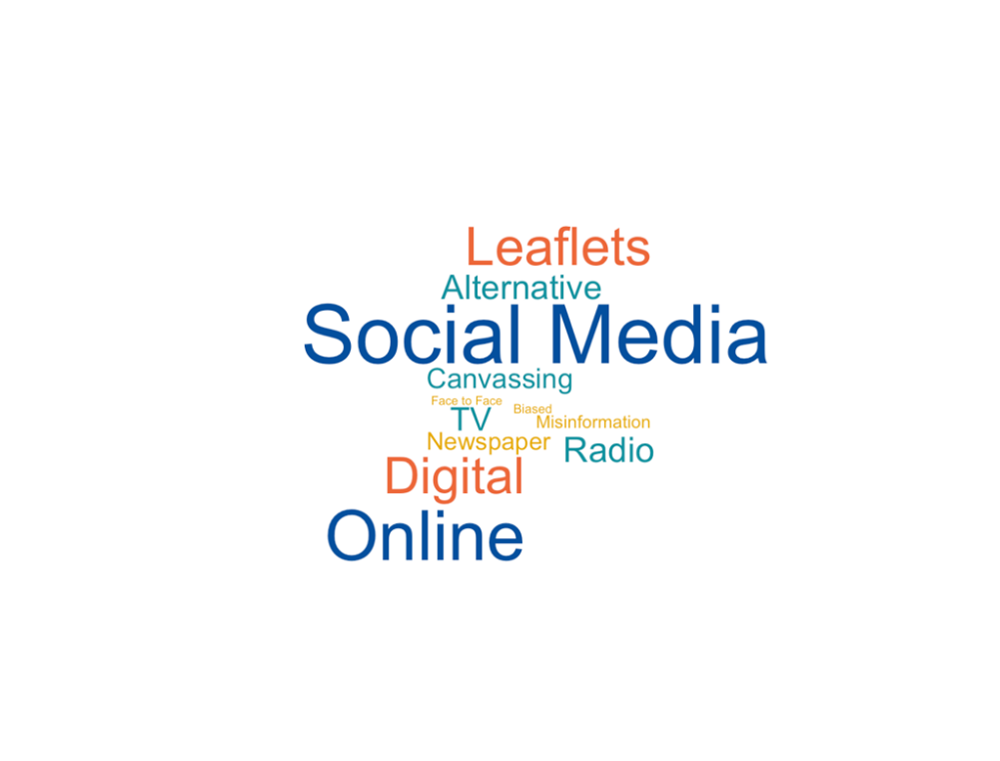 Leaflets
Alternative
Social Media
Canvassing
Face to Face
Biased
TV
Misinformation
Newspaper
Radio
Digital
Online